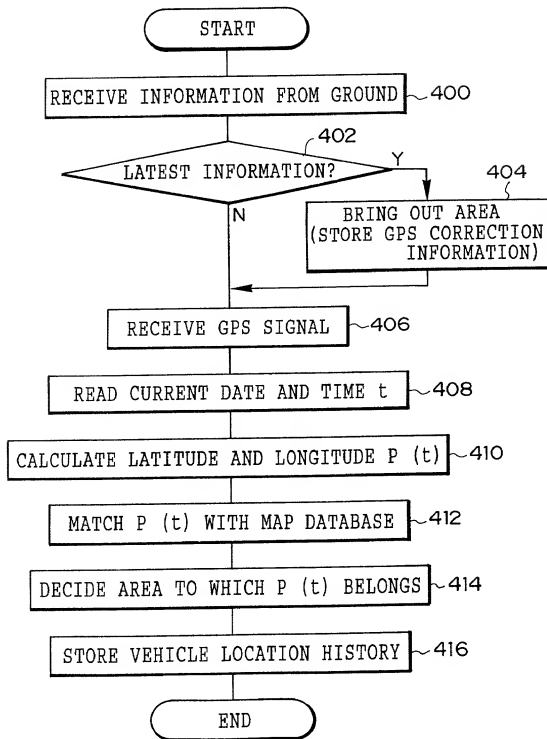 START
RECEIVE INFORMATION FROM GROUND
400
402
LATEST INFORMATION?
Y
N
404
BRING OUT AREA
(STORE GPS CORRECTION
INFORMATION)
RECEIVE GPS SIGNAL
406
READ CURRENT DATE AND TIME t
408
CALCULATE LATITUDE AND LONGITUDE P (t)
410
MATCH P (t) WITH MAP DATABASE
412
DECIDE AREA TO WHICH P (t) BELONGS
414
STORE VEHICLE LOCATION HISTORY
416
END